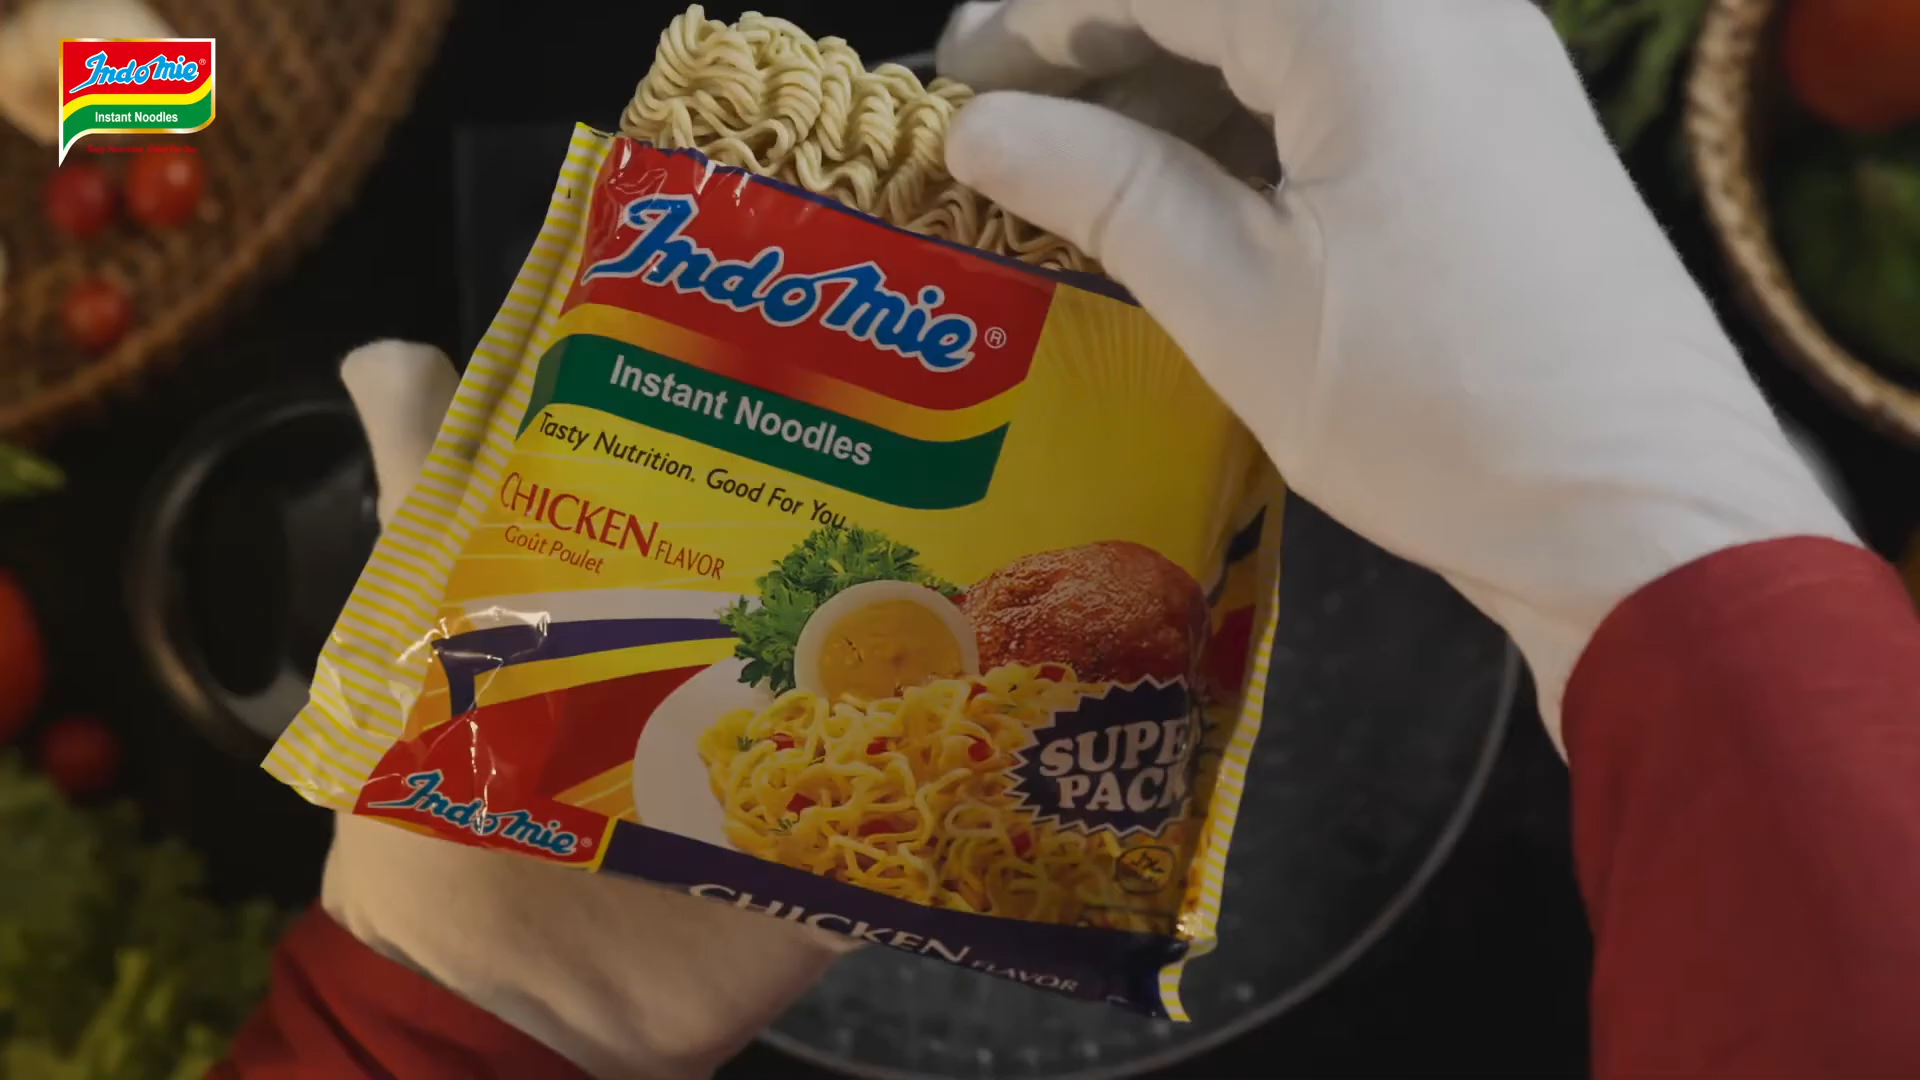 Indomie®
Instant Noodles
Indomie®
Instant Noodles
Tasty Nutrition. Good For You.
CHICKEN FLAVOR
Goût Poulet
SUPER
PACK
Indomie®
CHICKEN FLAVOR